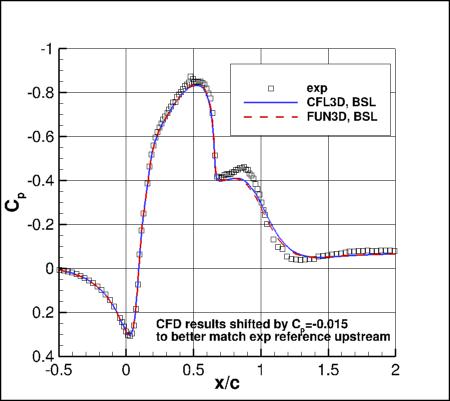 -1
-0.8
-0.6
-0.4
-0.2
0
0.2
0.4
Cp
exp
CFL3D, BSL
FUN3D, BSL
CFD results shifted by Cp=-0.015
to better match exp reference upstream
-0.5 0 0.5 1 1.5 2
x/c